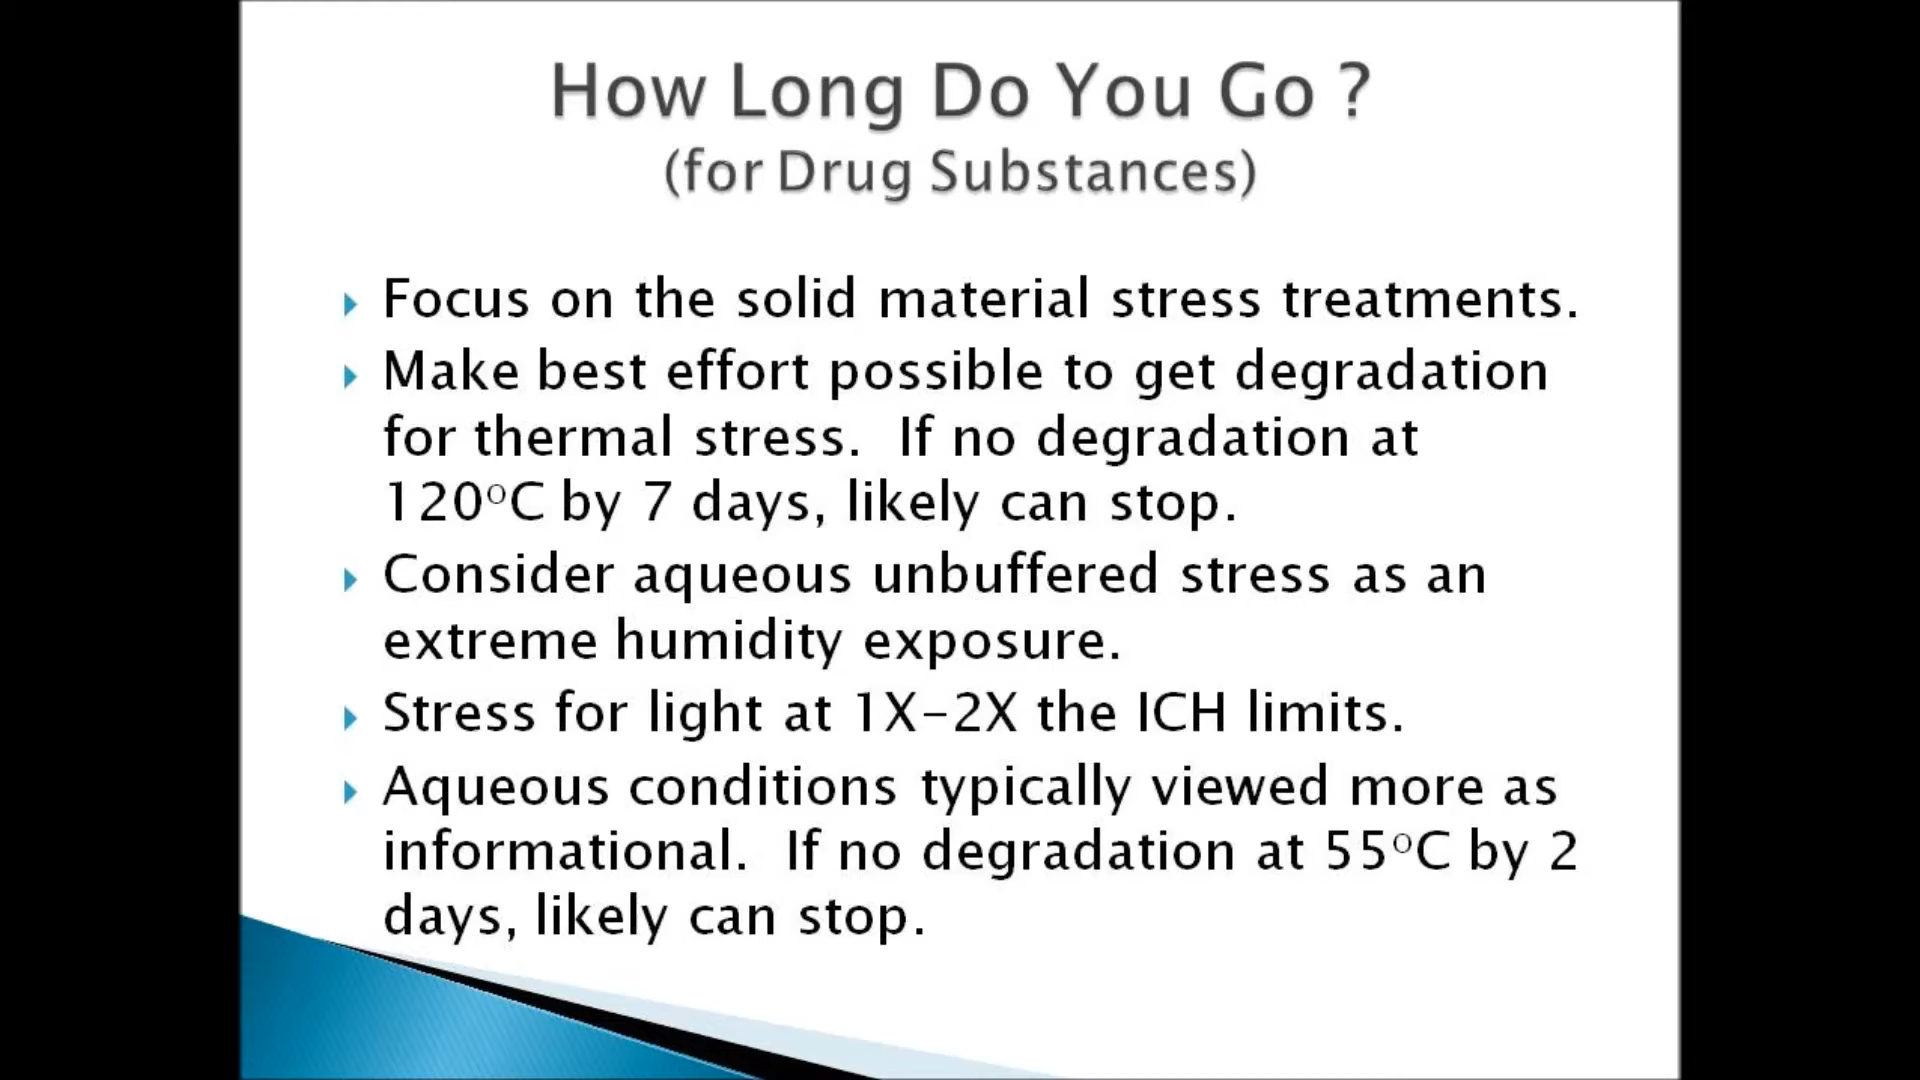 How Long Do You Go ?
(for Drug Substances)
Focus on the solid material stress treatments.
Make best effort possible to get degradation
for thermal stress.  If no degradation at
120ºC by 7 days, likely can stop.
Consider aqueous unbuffered stress as an
extreme humidity exposure.
Stress for light at 1X-2X the ICH limits.
Aqueous conditions typically viewed more as
informational.  If no degradation at 55ºC by 2
days, likely can stop.